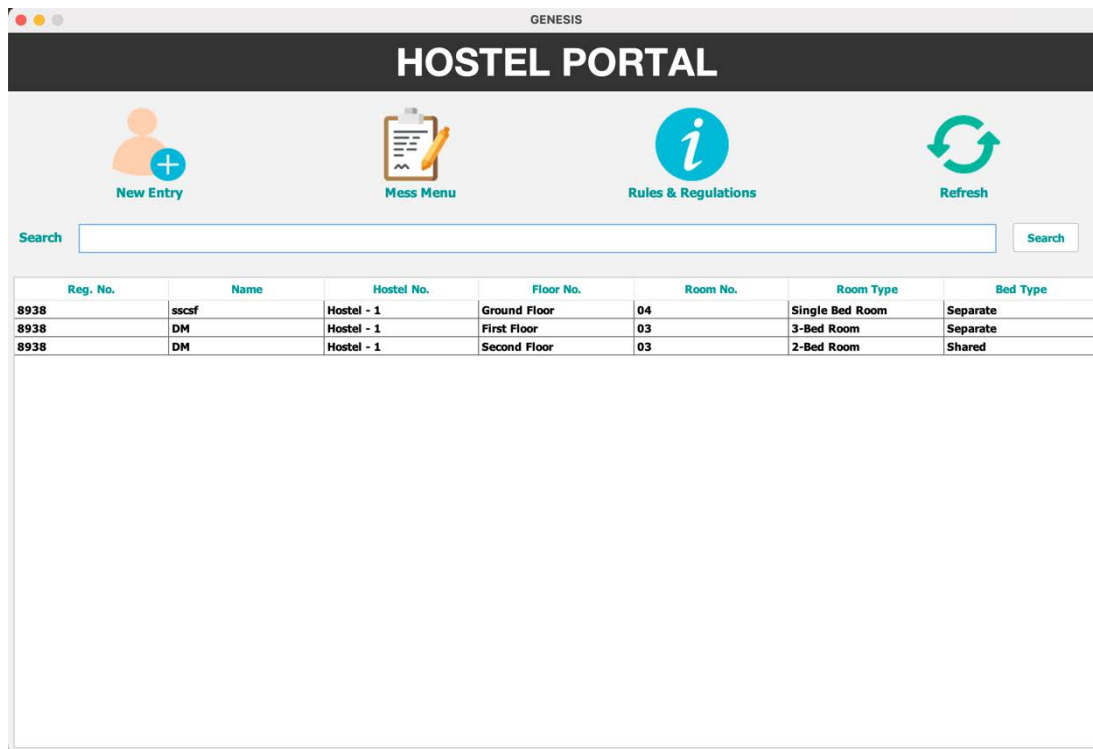 GENESIS
HOSTEL PORTAL
New Entry Mess Menu Rules & Regulations Refresh
Search Search
Reg. No. Name Hostel No. Floor No. Room No. Room Type Bed Type
8938 sscsf Hostel - 1 Ground Floor 04 Single Bed Room Separate
8938 DM Hostel - 1 First Floor 03 3-Bed Room Separate
8938 DM Hostel - 1 Second Floor 03 2-Bed Room Shared